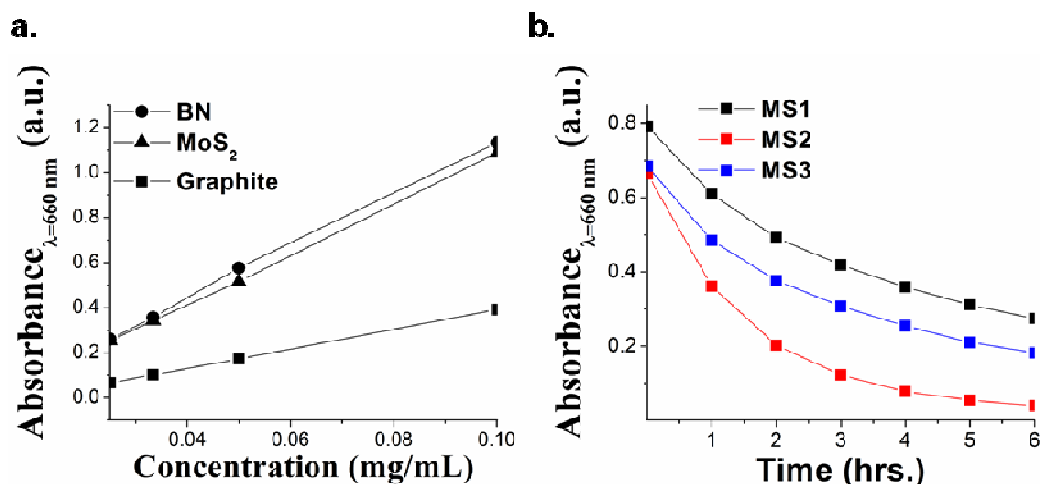 a.
Absorbance λ=660 nm (a.u.)
BN
MoS2
Graphite
1.2
1.0
0.8
0.6
0.4
0.2
0.0
0.04 0.06 0.08 0.10
Concentration (mg/mL)
b.
Absorbance λ=660 nm (a.u.)
MS1
MS2
MS3
0.8
0.6
0.4
0.2
1 2 3 4 5 6
Time (hrs.)